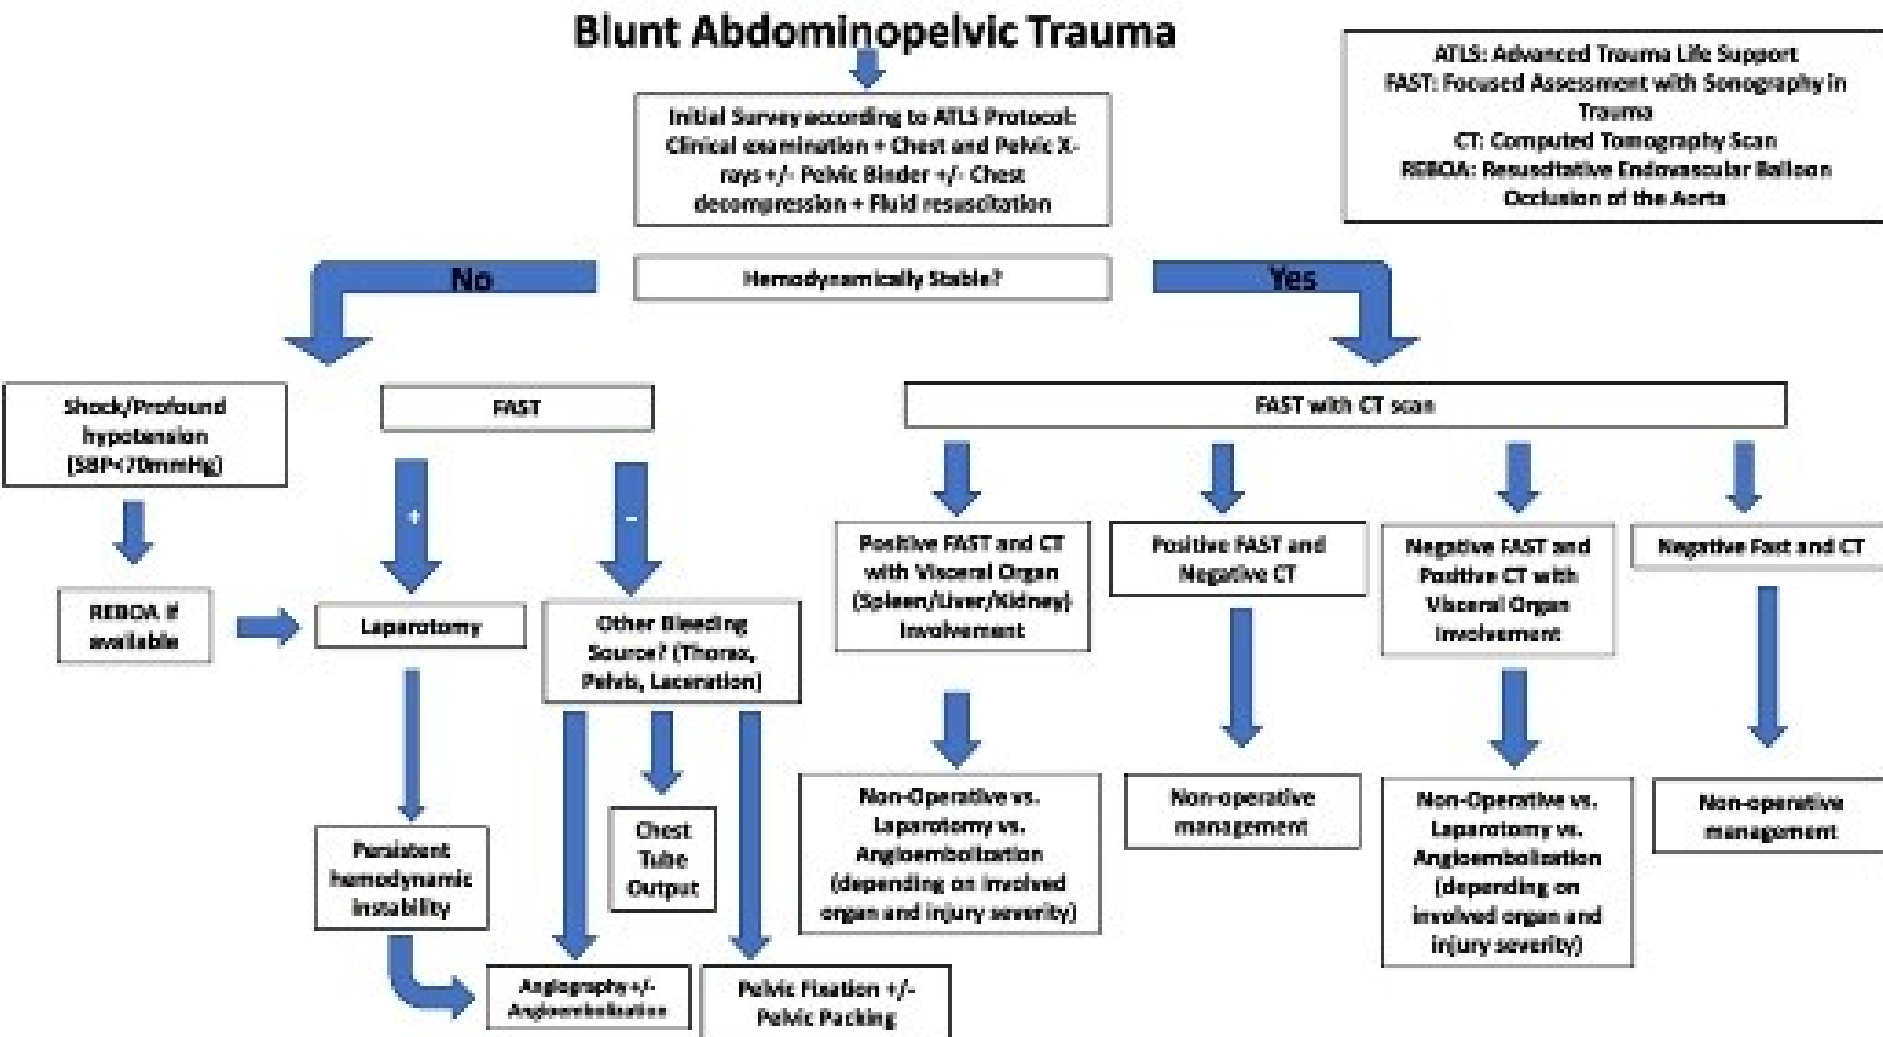 Blunt Abdominopelvic Trauma
ATLS: Advanced Trauma Life Support
FAST: Focused Assessment with Sonography in
Trauma
CT: Computed Tomography Scan
REBOA: Resuscitative Endovascular Balloon
Occlusion of the Aorta
Initial Survey according to ATLS Protocol:
Clinical examination + Chest and Pelvic X-
rays +/- Pelvic Binder +/- Chest
decompression + Fluid resuscitation
No
Hemodynamically Stable?
Yes
Shock/Profound
hypotension
(SBP<70mmHg)
FAST
FAST with CT scan
+
-
Positive FAST and CT
with Visceral Organ
(Spleen/Liver/Kidney)
Involvement
Positive FAST and
Negative CT
Negative FAST and
Positive CT with
Visceral Organ
Involvement
Negative Fast and CT
REBOA if
available
Laparotomy
Other Bleeding
Source? (Thorax,
Pelvis, Laceration)
Persistent
hemodynamic
instability
Chest
Tube
Output
Non-Operative vs.
Laparotomy vs.
Angioembolization
(depending on involved
organ and injury severity)
Non-operative
management
Non-Operative vs.
Laparotomy vs.
Angioembolization
(depending on
involved organ and
injury severity)
Non-operative
management
Angiography +/-
Angioembolization
Pelvic Fixation +/-
Pelvic Packing